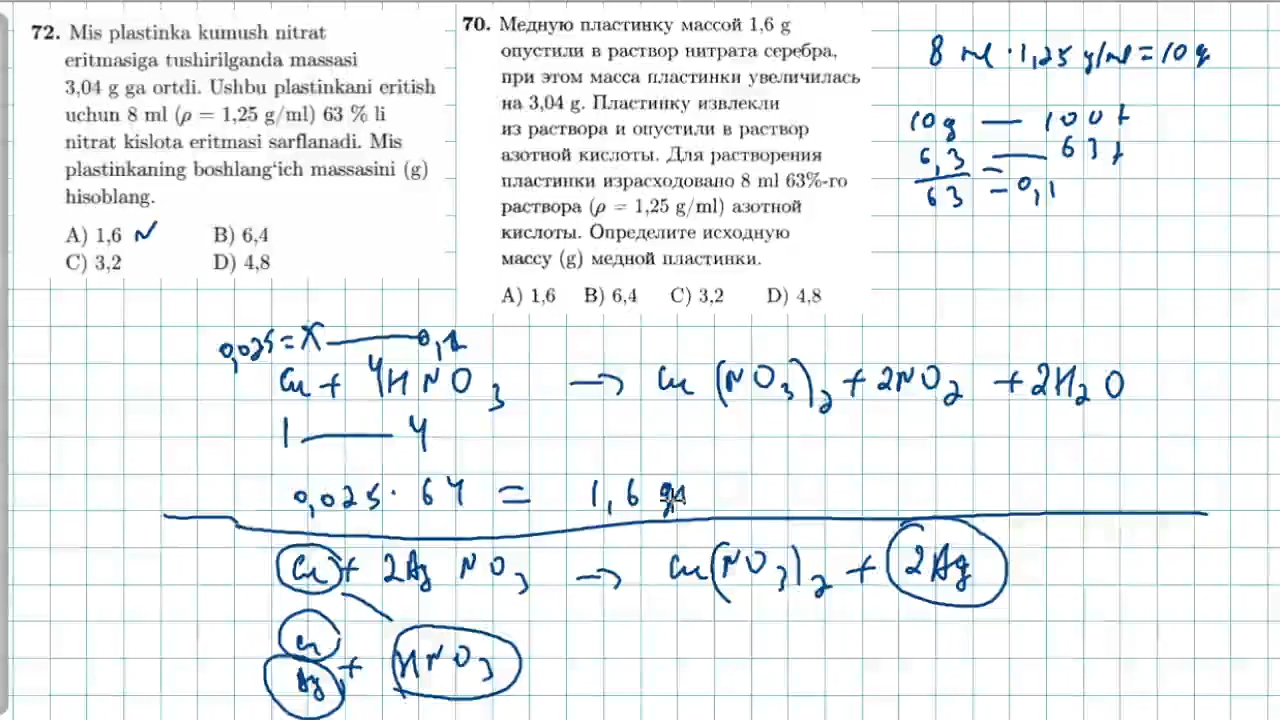 72. Mis plastinka kumush nitrat
eritmasiga tushirilganda massasi
3,04 g ga ortdi. Ushbu plastinkani eritish
uchun 8 ml (ρ = 1,25 g/ml) 63 % li
nitrat kislota eritmasi sarflanadi. Mis
plastinkaning boshlang‘ich massasini (g)
hisoblang.
A) 1,6 B) 6,4
C) 3,2 D) 4,8
70. Медную пластинку массой 1,6 g
опустили в раствор нитрата серебра,
при этом масса пластинки увеличилась
на 3,04 g. Пластинку извлекли
из раствора и опустили в раствор
азотной кислоты. Для растворения
пластинки израсходовано 8 ml 63%-го
раствора (ρ = 1,25 g/ml) азотной
кислоты. Определите исходную
массу (g) медной пластинки.
A) 1,6 B) 6,4 C) 3,2 D) 4,8
8 ml · 1,25 g/ml = 10 g
10g — 100%
6,3 — 63%
63 = 0,1
0,025 = X — 0,1
Cu + 4HNO3 → Cu(NO3)2 + 2NO2 + 2H2O
1 — 4
0,025 · 64 = 1,6
Cu + 2AgNO3 → Cu(NO3)2 + 2Ag
Cu
Ag + HNO3